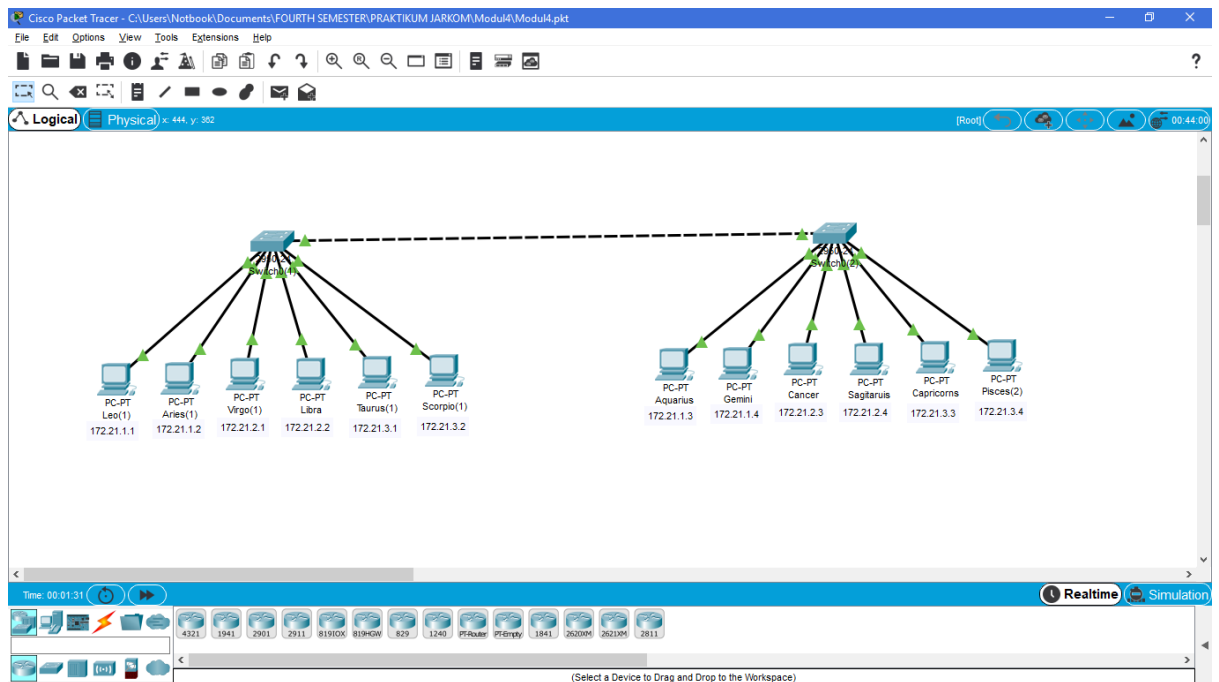 Cisco Packet Tracer - C:\Users\Notbook\Documents\FOURTH SEMESTER\PRAKTIKUM JARKOM\Modul4\Modul4.pkt
File Edit Options View Tools Extensions Help
?
Logical Physical x: 444, y: 362 [Root] 00:44:00
2960-24
Switch0(1)
2960-24
Switch0(2)
PC-PT
Leo(1)
172.21.1.1
PC-PT
Aries(1)
172.21.1.2
PC-PT
Virgo(1)
172.21.2.1
PC-PT
Libra
172.21.2.2
PC-PT
Taurus(1)
172.21.3.1
PC-PT
Scorpio(1)
172.21.3.2
PC-PT
Aquarius
172.21.1.3
PC-PT
Gemini
172.21.1.4
PC-PT
Cancer
172.21.2.3
PC-PT
Sagitaruis
172.21.2.4
PC-PT
Capricorns
172.21.3.3
PC-PT
Pisces(2)
172.21.3.4
Time: 00:01:31 Realtime Simulation
4321 1941 2901 2911 819IOX 819HGW 829 1240 PT-Router PT-Empty 1841 2620XM 2621XM 2811
(Select a Device to Drag and Drop to the Workspace)